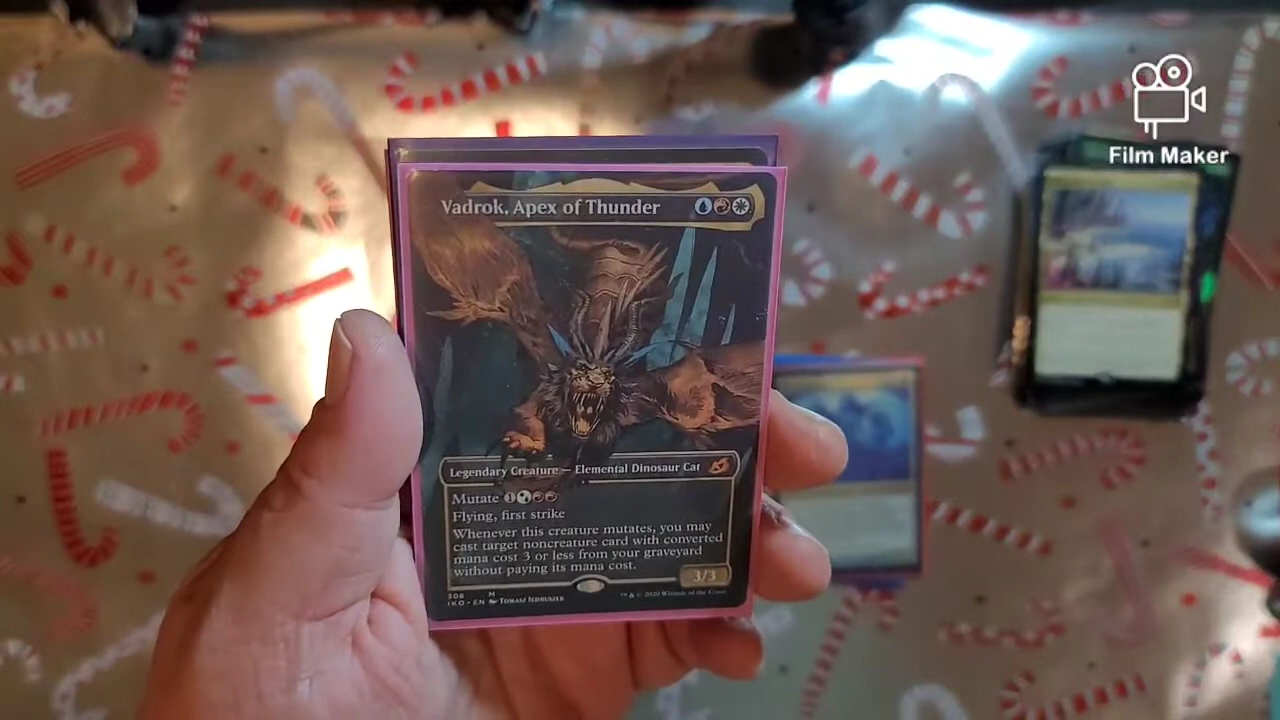 Film Maker
Vadrok, Apex of Thunder
Legendary Creature — Elemental Dinosaur Cat
Mutate 1
Flying, first strike
Whenever this creature mutates, you may
cast target noncreature card with converted
mana cost 3 or less from your graveyard
without paying its mana cost.
3/3
308 M
IKO • EN Tomasz Jedruszek
™ & © 2020 Wizards of the Coast